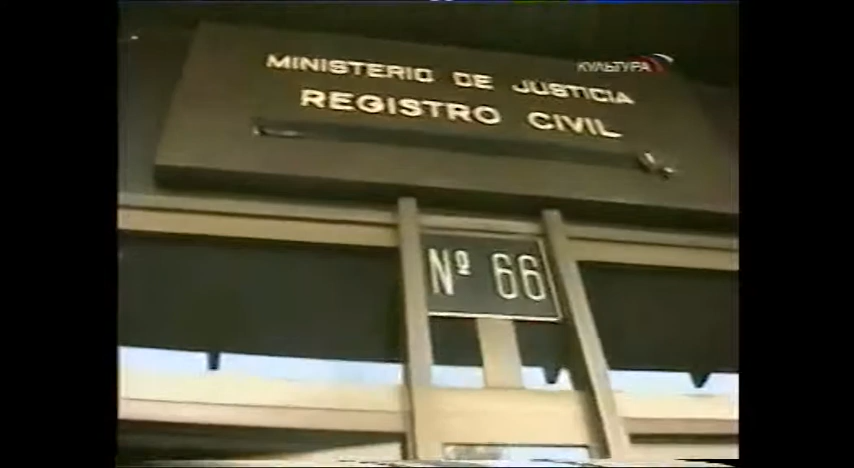 КУЛЬТУРА
MINISTERIO DE JUSTICIA
REGISTRO CIVIL
Nº 66